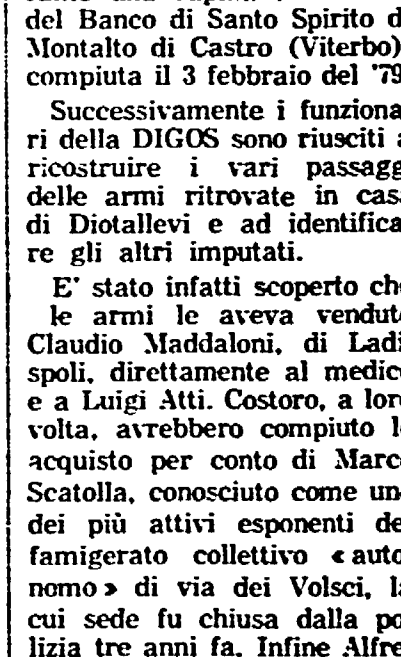 del Banco di Santo Spirito d
Montalto di Castro (Viterbo)
compiuta il 3 febbraio del '79
Successivamente i funziona
ri della DIGOS sono riusciti a
ricostruire i vari passagg
delle armi ritrovate in cas
di Diotallevi e ad identifica
re gli altri imputati.
E' stato infatti scoperto che
le armi le aveva vendut
Claudio Maddaloni, di Ladi
spoli, direttamente al medic
e a Luigi Atti. Costoro, a lor
volta, avrebbero compiuto l
acquisto per conto di Marc
Scatolla, conosciuto come un
dei più attivi esponenti de
famigerato collettivo « auto
nomo » di via dei Volsci, la
cui sede fu chiusa dalla po
lizia tre anni fa. Infine Alfre